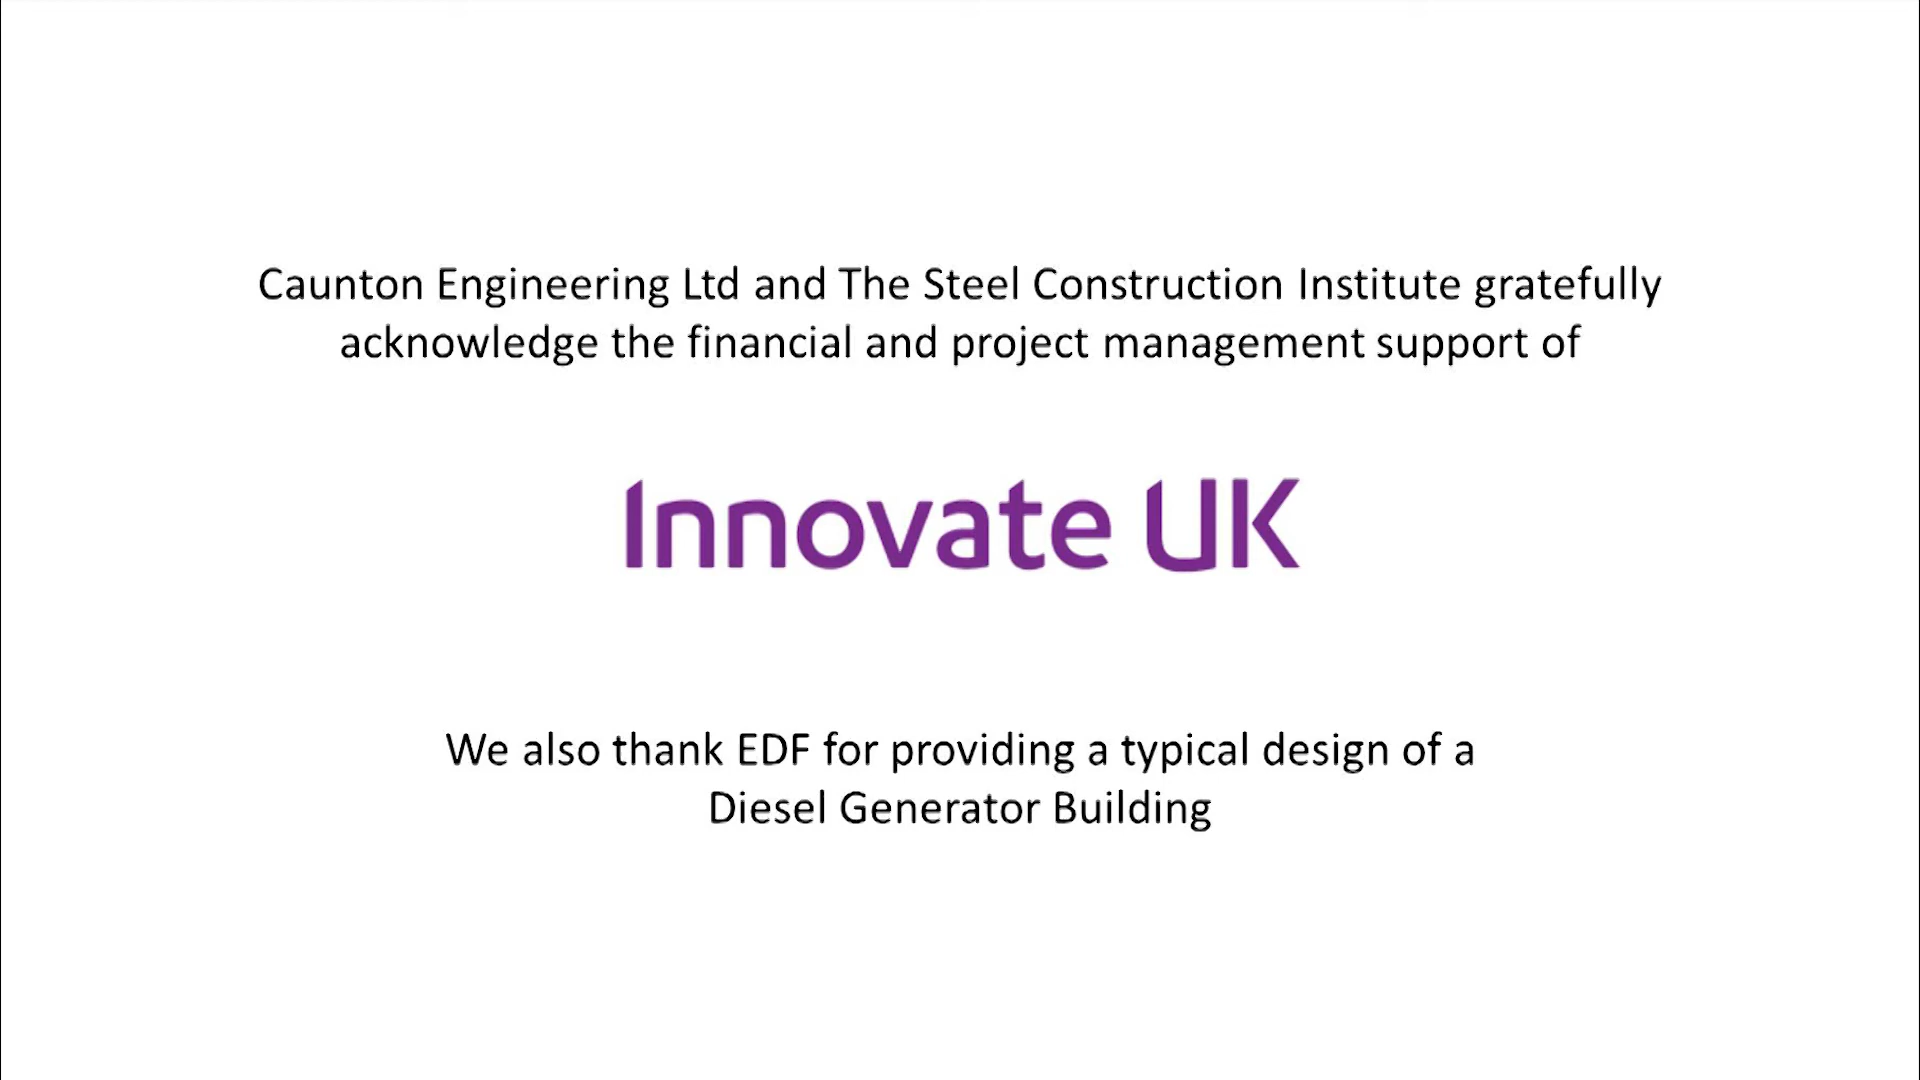 Caunton Engineering Ltd and The Steel Construction Institute gratefully
acknowledge the financial and project management support of
Innovate UK
We also thank EDF for providing a typical design of a
Diesel Generator Building